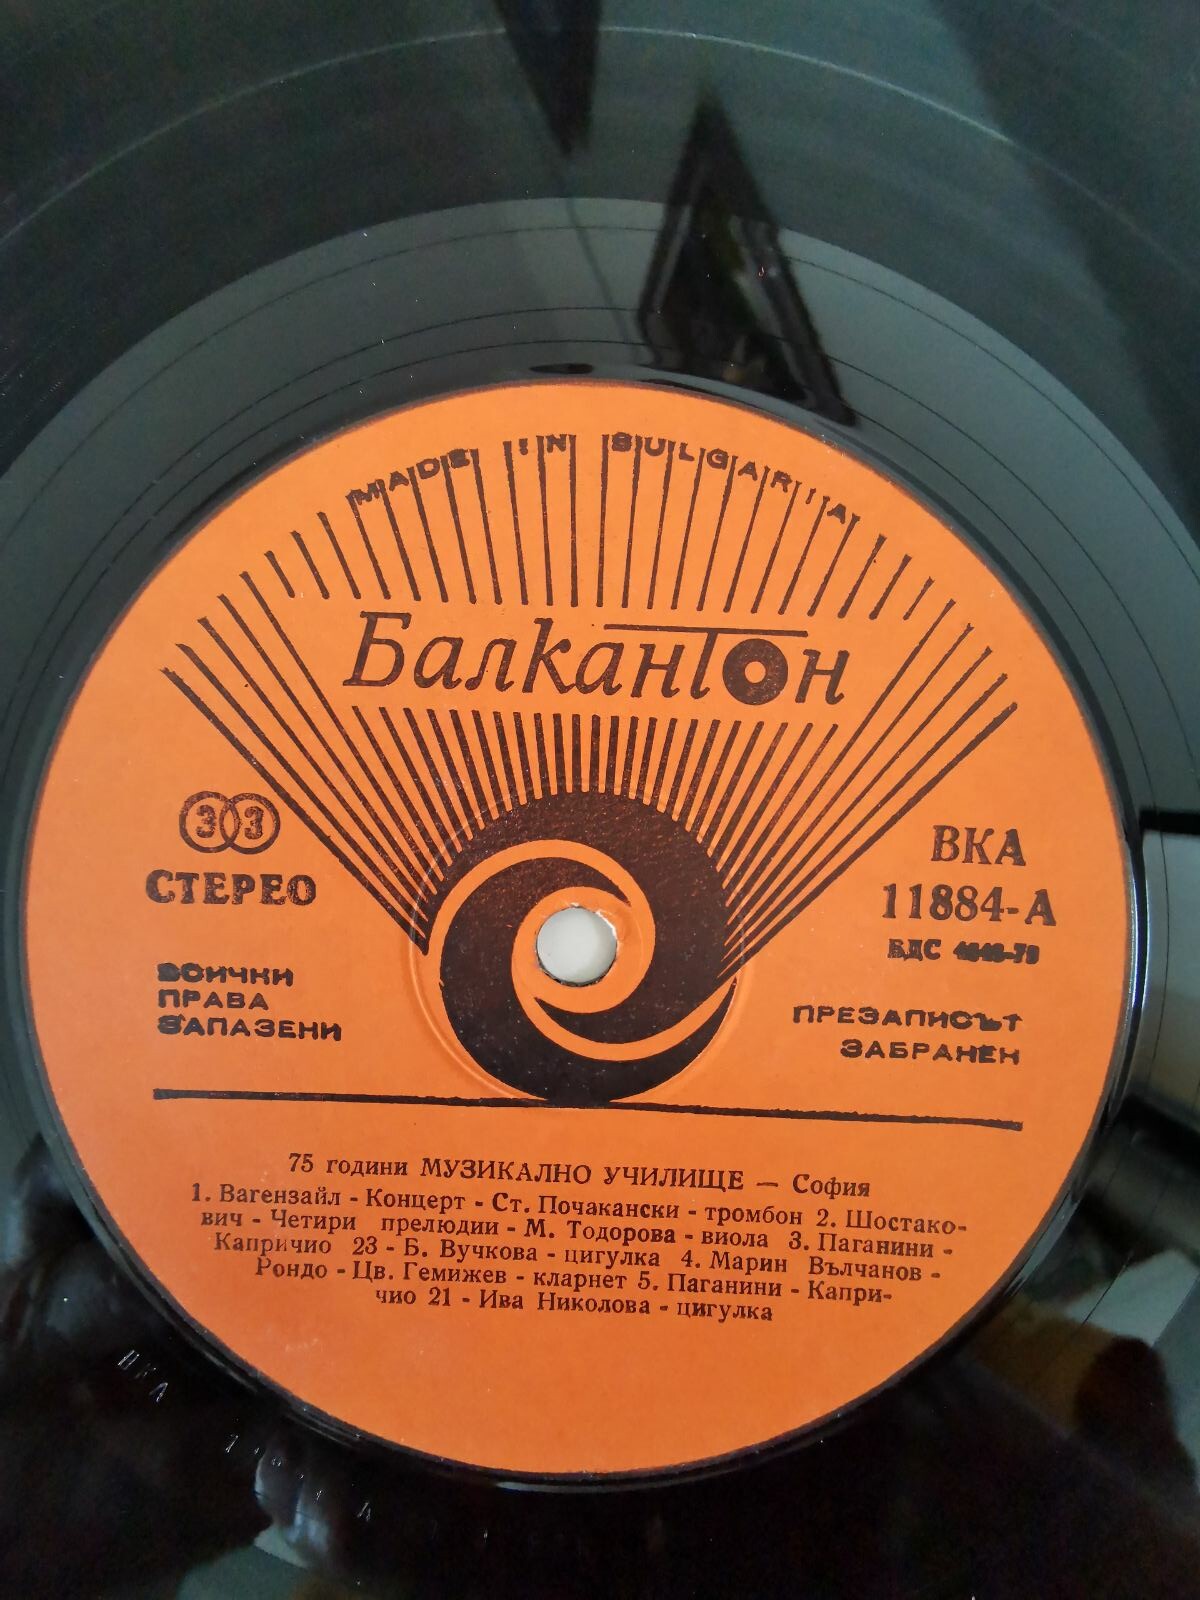 MADE IN BULGARIA
Балкантон
33
СТЕРЕО
ВКА
11884-А
БДС
ВСИЧКИ
ПРАВА
ЗАПАЗЕНИ
ПРЕЗАПИСЪТ
ЗАБРАНЕН
75 години МУЗИКАЛНО УЧИЛИЩЕ — София
1. Вагензайл - Концерт - Ст. Почакански - тромбон 2. Шостако-
вич - Четири прелюдии - М. Тодорова - виола 3. Паганини -
Капричио 23 - Б. Вучкова - цигулка 4. Марин Вълчанов -
Рондо - Цв. Гемижев - кларнет 5. Паганини - Капри-
чио 21 - Ива Николова - цигулка